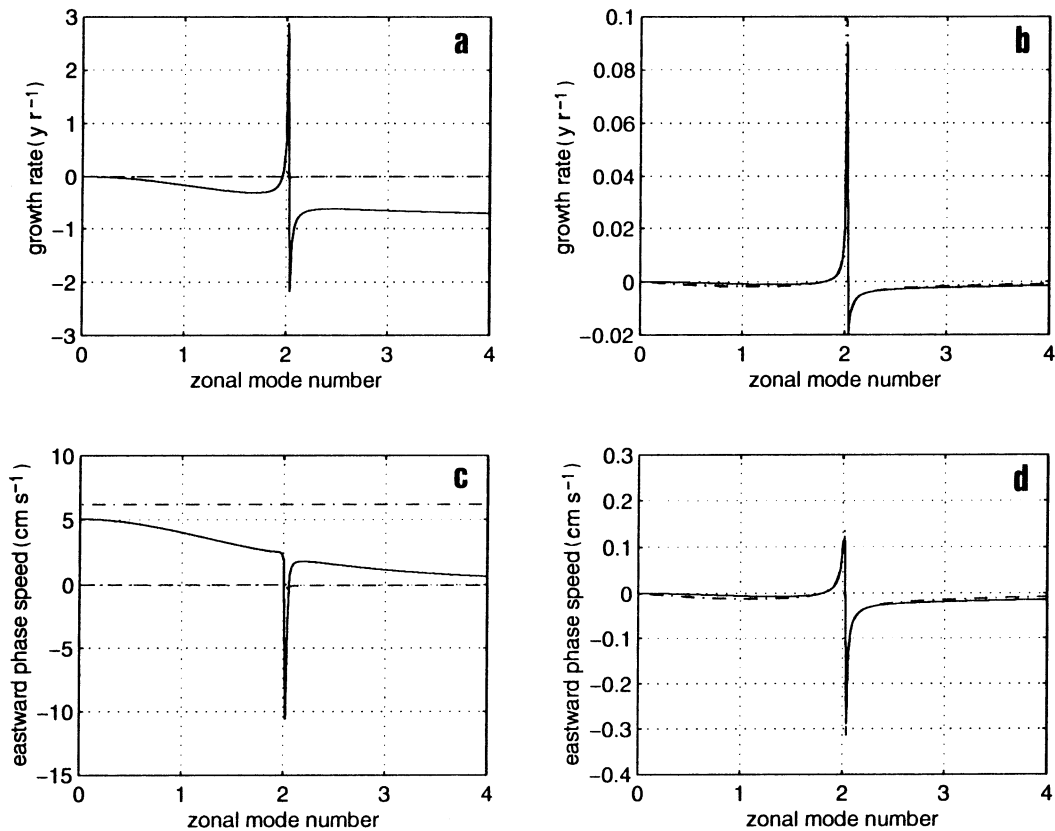 a
growth rate (y r⁻¹)
3
2
1
0
−1
−2
−3
0 1 2 3 4
zonal mode number
b
growth rate (y r⁻¹)
0.1
0.08
0.06
0.04
0.02
0
−0.02
0 1 2 3 4
zonal mode number
c
eastward phase speed (cm s⁻¹)
10
5
0
−5
−10
−15
0 1 2 3 4
zonal mode number
d
eastward phase speed (cm s⁻¹)
0.3
0.2
0.1
0
−0.1
−0.2
−0.3
−0.4
0 1 2 3 4
zonal mode number